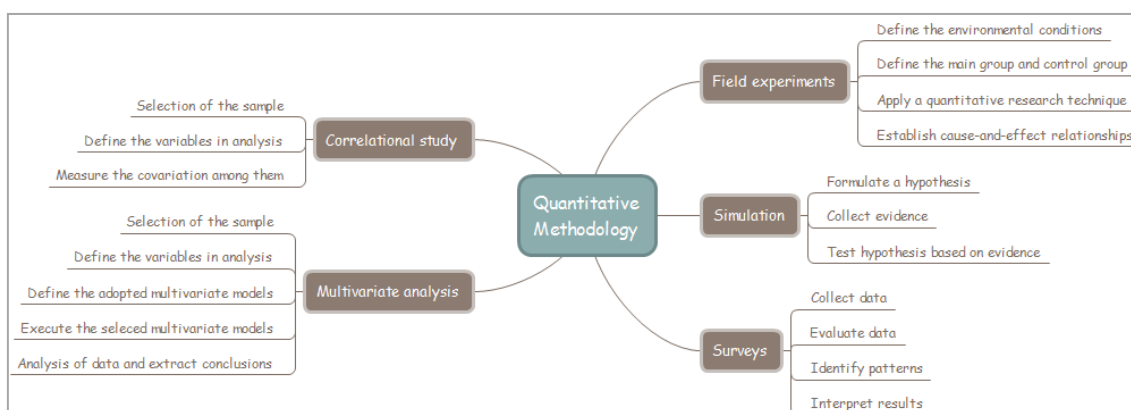 Quantitative
Methodology
Field experiments
Define the environmental conditions
Define the main group and control group
Apply a quantitative research technique
Establish cause-and-effect relationships
Simulation
Formulate a hypothesis
Collect evidence
Test hypothesis based on evidence
Surveys
Collect data
Evaluate data
Identify patterns
Interpret results
Correlational study
Selection of the sample
Define the variables in analysis
Measure the covariation among them
Multivariate analysis
Selection of the sample
Define the variables in analysis
Define the adopted multivariate models
Execute the seleced multivariate models
Analysis of data and extract conclusions